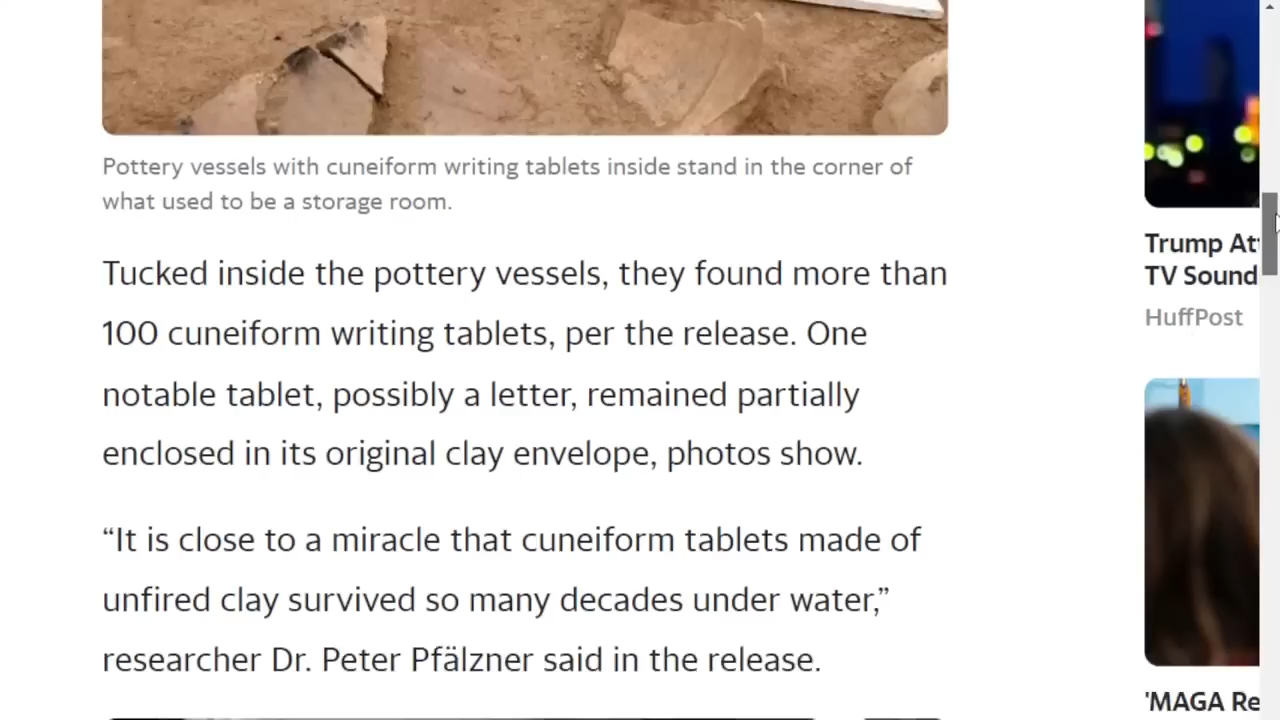 Pottery vessels with cuneiform writing tablets inside stand in the corner of
what used to be a storage room.
Tucked inside the pottery vessels, they found more than
100 cuneiform writing tablets, per the release. One
notable tablet, possibly a letter, remained partially
enclosed in its original clay envelope, photos show.
“It is close to a miracle that cuneiform tablets made of
unfired clay survived so many decades under water,”
researcher Dr. Peter Pfälzner said in the release.
Trump
TV Sound
HuffPost
'MAGA